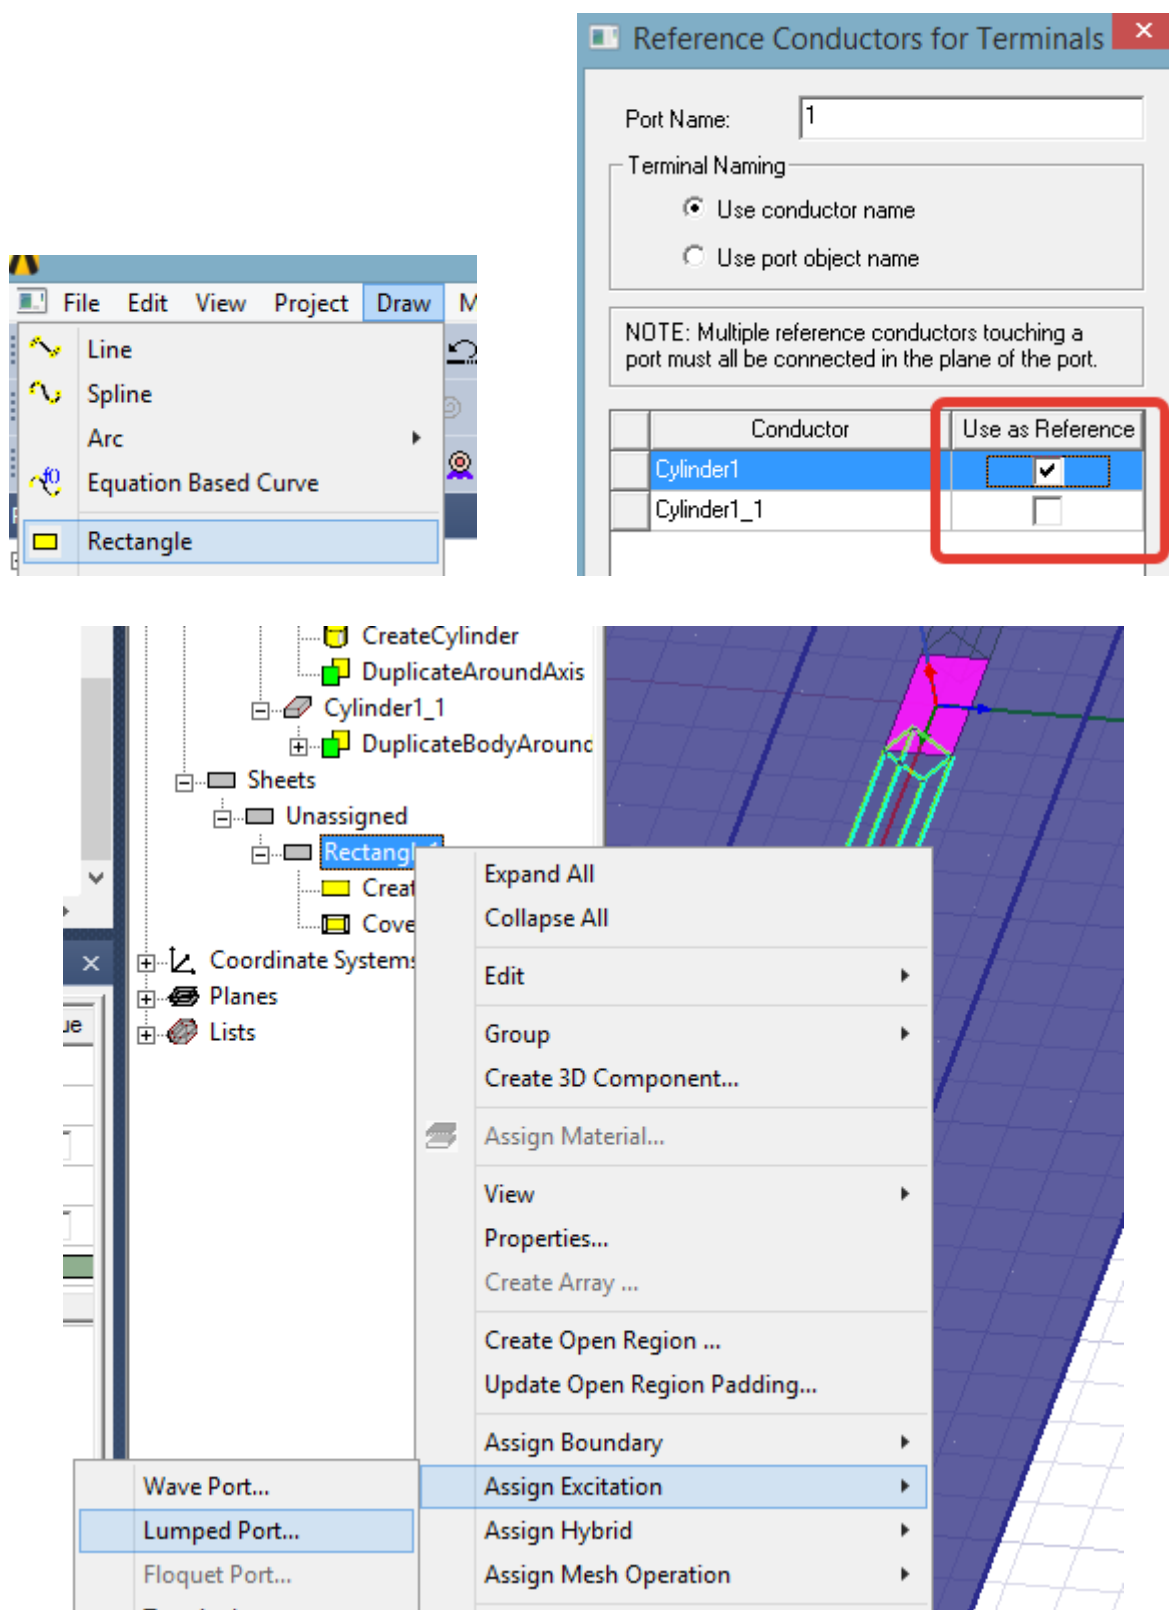 Reference Conductors for Terminals
Port Name:
1
Terminal Naming
Use conductor name
Use port object name
NOTE: Multiple reference conductors touching a
port must all be connected in the plane of the port.
Conductor Use as Reference
Cylinder1
Cylinder1_1
File Edit View Project Draw
Line
Spline
Arc
Equation Based Curve
Rectangle
CreateCylinder
DuplicateAroundAxis
Cylinder1_1
DuplicateBodyAround
Sheets
Unassigned
Rectangl
Creat
Cove
Coordinate Systems
Planes
Lists
ue
Expand All
Collapse All
Edit
Group
Create 3D Component...
Assign Material...
View
Properties...
Create Array ...
Create Open Region ...
Update Open Region Padding...
Assign Boundary
Assign Excitation
Assign Hybrid
Assign Mesh Operation
Wave Port...
Lumped Port...
Floquet Port...